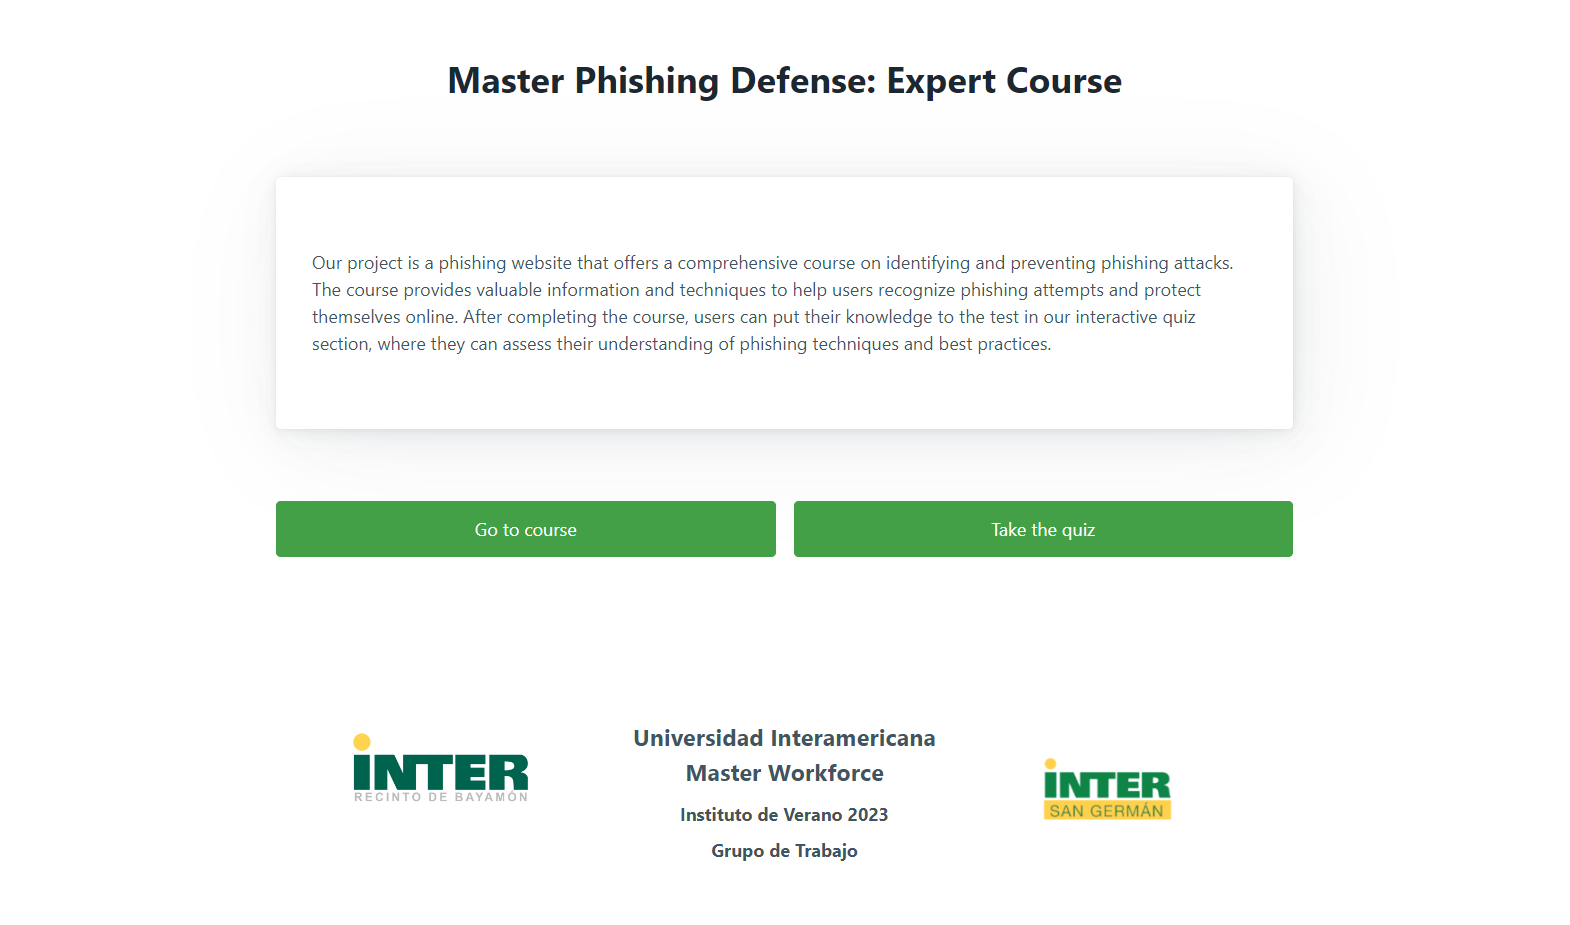 Master Phishing Defense: Expert Course
Our project is a phishing website that offers a comprehensive course on identifying and preventing phishing attacks.
The course provides valuable information and techniques to help users recognize phishing attempts and protect
themselves online. After completing the course, users can put their knowledge to the test in our interactive quiz
section, where they can assess their understanding of phishing techniques and best practices.
Go to course
Take the quiz
INTER
RECINTO DE BAYAMÓN
Universidad Interamericana
Master Workforce
Instituto de Verano 2023
Grupo de Trabajo
INTER
SAN GERMÁN